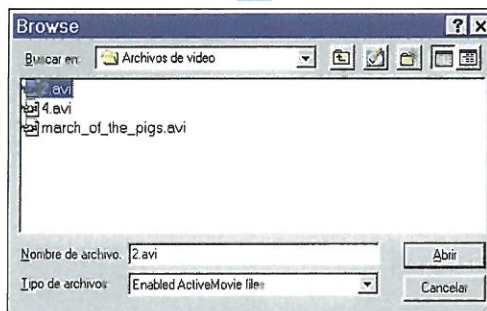 Browse
Buscar en: Archivos de video
2.avi
4.avi
march_of_the_pigs.avi
Nombre de archivo. 2.avi Abrir
Tipo de archivos: Enabled ActiveMovie files Cancelar